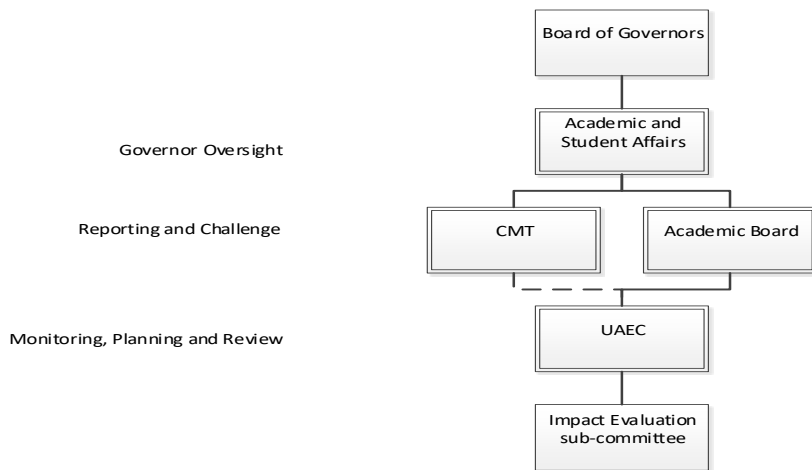 Board of Governors
Governor Oversight
Academic and
Student Affairs
Reporting and Challenge
CMT
Academic Board
Monitoring, Planning and Review
UAEC
Impact Evaluation
sub-committee